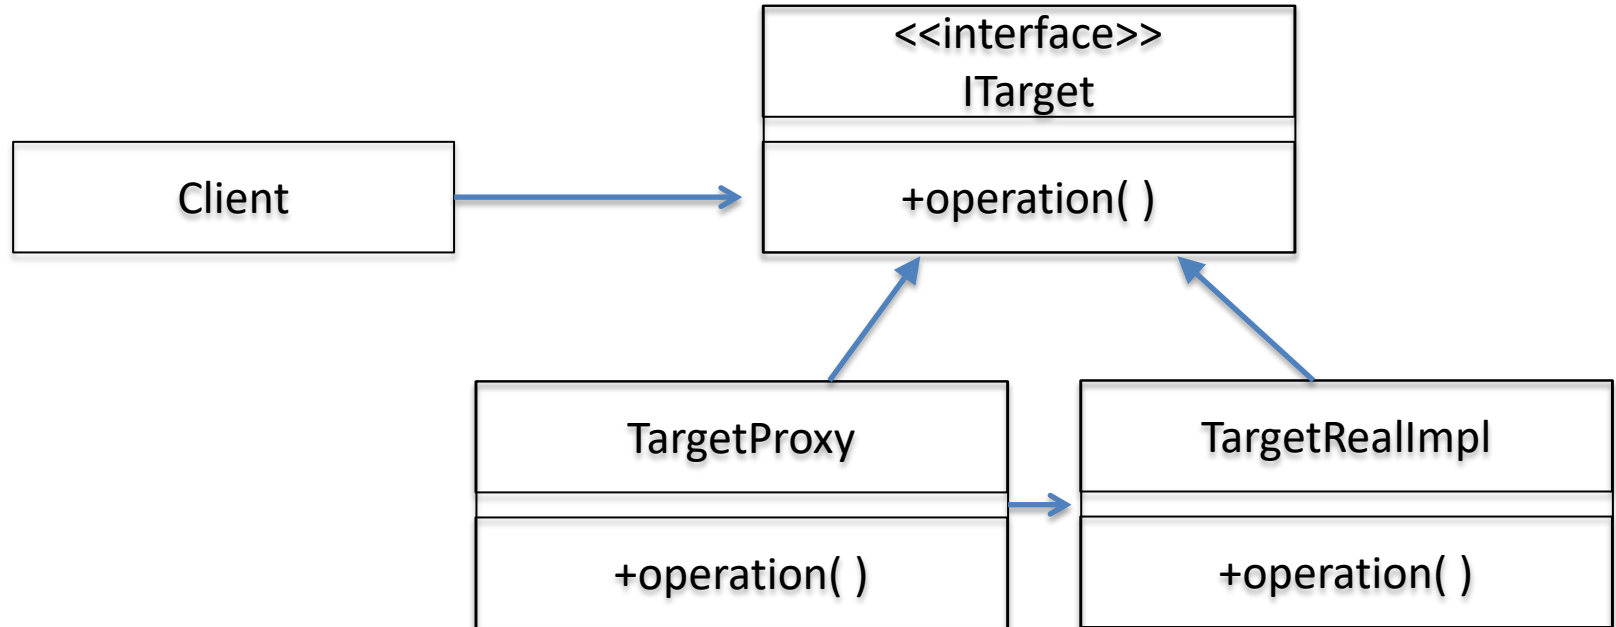 <<interface>>
ITarget
Client
+operation( )
TargetProxy
TargetRealImpl
+operation( )
+operation( )